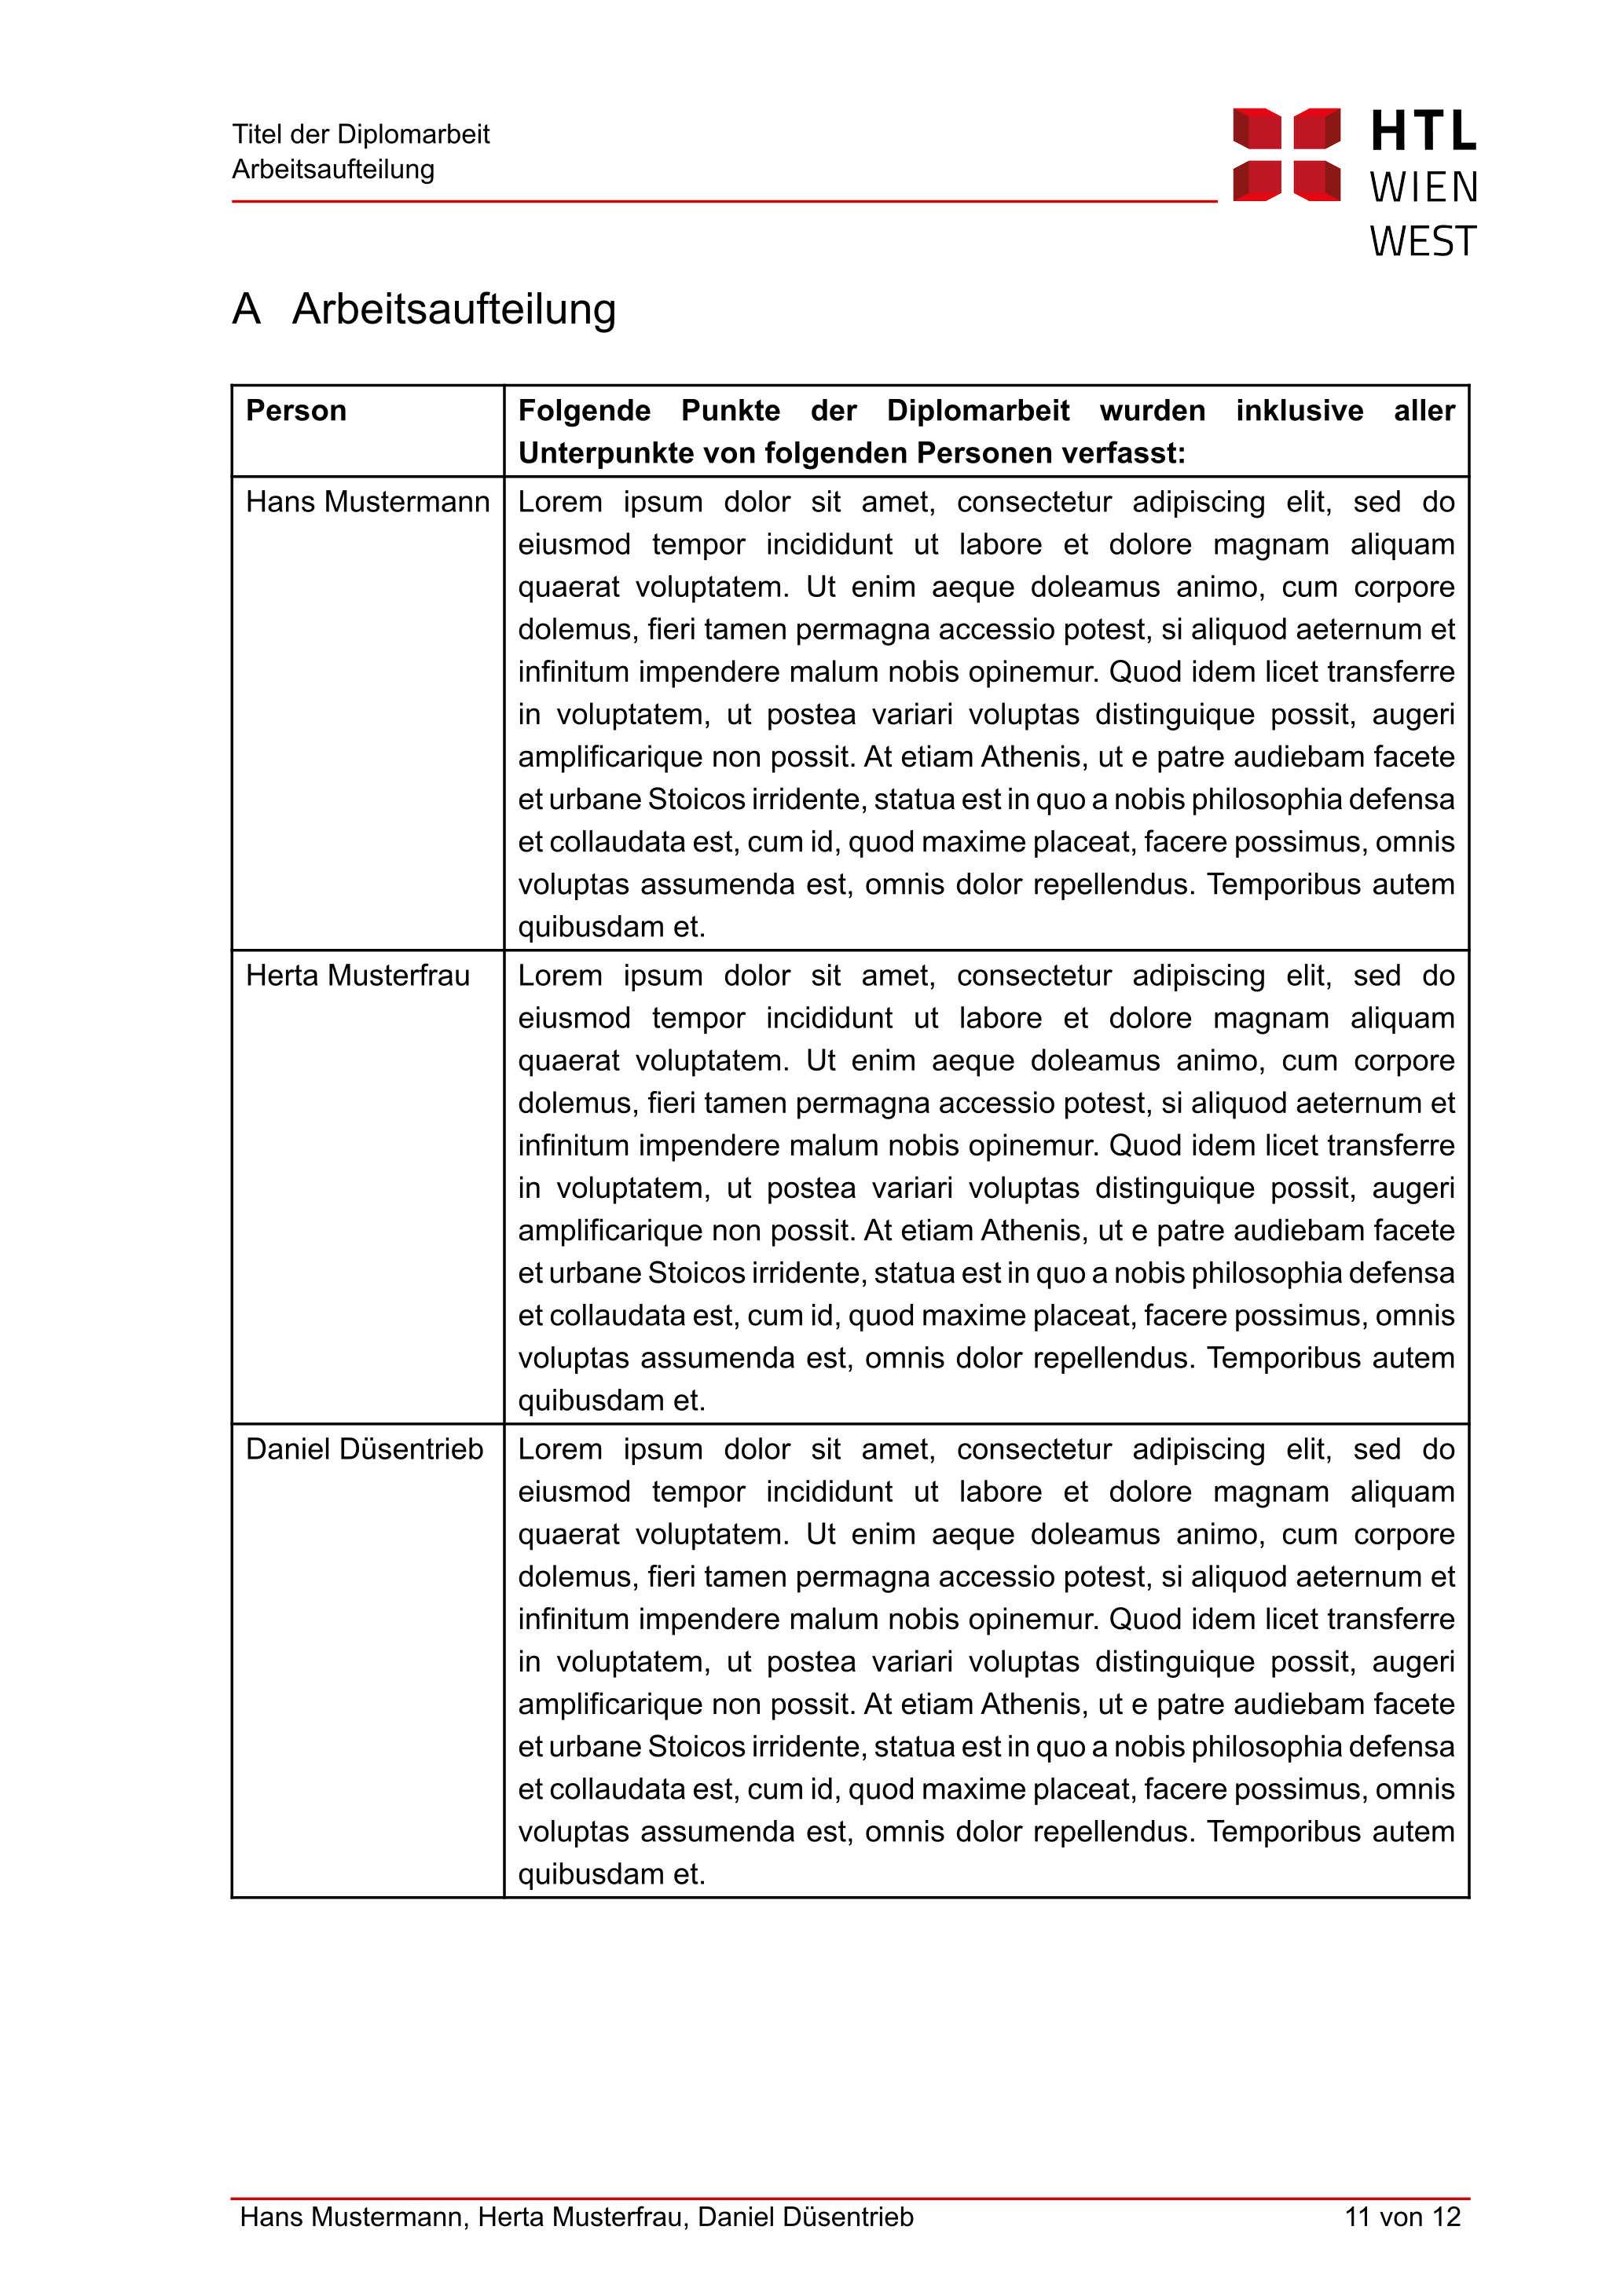 Titel der Diplomarbeit
Arbeitsaufteilung
HTL
WIEN
WEST
A Arbeitsaufteilung
Person
Folgende Punkte der Diplomarbeit wurden inklusive aller
Unterpunkte von folgenden Personen verfasst:
Hans Mustermann
Lorem ipsum dolor sit amet, consectetur adipiscing elit, sed do
eiusmod tempor incididunt ut labore et dolore magnam aliquam
quaerat voluptatem. Ut enim aeque doleamus animo, cum corpore
dolemus, fieri tamen permagna accessio potest, si aliquod aeternum et
infinitum impendere malum nobis opinemur. Quod idem licet transferre
in voluptatem, ut postea variari voluptas distinguique possit, augeri
amplificarique non possit. At etiam Athenis, ut e patre audiebam facete
et urbane Stoicos irridente, statua est in quo a nobis philosophia defensa
et collaudata est, cum id, quod maxime placeat, facere possimus, omnis
voluptas assumenda est, omnis dolor repellendus. Temporibus autem
quibusdam et.
Herta Musterfrau
Lorem ipsum dolor sit amet, consectetur adipiscing elit, sed do
eiusmod tempor incididunt ut labore et dolore magnam aliquam
quaerat voluptatem. Ut enim aeque doleamus animo, cum corpore
dolemus, fieri tamen permagna accessio potest, si aliquod aeternum et
infinitum impendere malum nobis opinemur. Quod idem licet transferre
in voluptatem, ut postea variari voluptas distinguique possit, augeri
amplificarique non possit. At etiam Athenis, ut e patre audiebam facete
et urbane Stoicos irridente, statua est in quo a nobis philosophia defensa
et collaudata est, cum id, quod maxime placeat, facere possimus, omnis
voluptas assumenda est, omnis dolor repellendus. Temporibus autem
quibusdam et.
Daniel Düsentrieb
Lorem ipsum dolor sit amet, consectetur adipiscing elit, sed do
eiusmod tempor incididunt ut labore et dolore magnam aliquam
quaerat voluptatem. Ut enim aeque doleamus animo, cum corpore
dolemus, fieri tamen permagna accessio potest, si aliquod aeternum et
infinitum impendere malum nobis opinemur. Quod idem licet transferre
in voluptatem, ut postea variari voluptas distinguique possit, augeri
amplificarique non possit. At etiam Athenis, ut e patre audiebam facete
et urbane Stoicos irridente, statua est in quo a nobis philosophia defensa
et collaudata est, cum id, quod maxime placeat, facere possimus, omnis
voluptas assumenda est, omnis dolor repellendus. Temporibus autem
quibusdam et.
Hans Mustermann, Herta Musterfrau, Daniel Düsentrieb
11 von 12